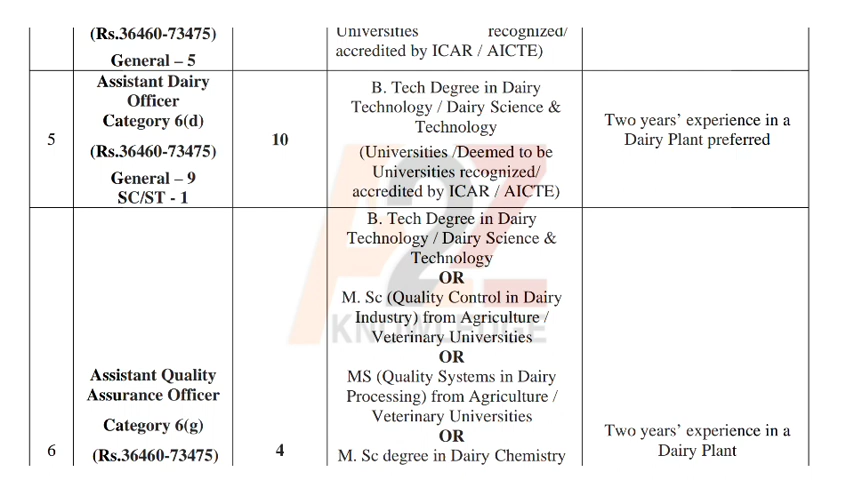 (Rs.36460-73475)
General – 5
Universities recognized/
accredited by ICAR / AICTE)
5
Assistant Dairy
Officer
Category 6(d)
(Rs.36460-73475)
General – 9
SC/ST - 1
10
B. Tech Degree in Dairy
Technology / Dairy Science &
Technology
(Universities /Deemed to be
Universities recognized/
accredited by ICAR / AICTE)
Two years’ experience in a
Dairy Plant preferred
6
Assistant Quality
Assurance Officer
Category 6(g)
(Rs.36460-73475)
4
B. Tech Degree in Dairy
Technology / Dairy Science &
Technology
OR
M. Sc (Quality Control in Dairy
Industry) from Agriculture /
Veterinary Universities
OR
MS (Quality Systems in Dairy
Processing) from Agriculture /
Veterinary Universities
OR
M. Sc degree in Dairy Chemistry
Two years’ experience in a
Dairy Plant
A2Z
KNOWLEDGE